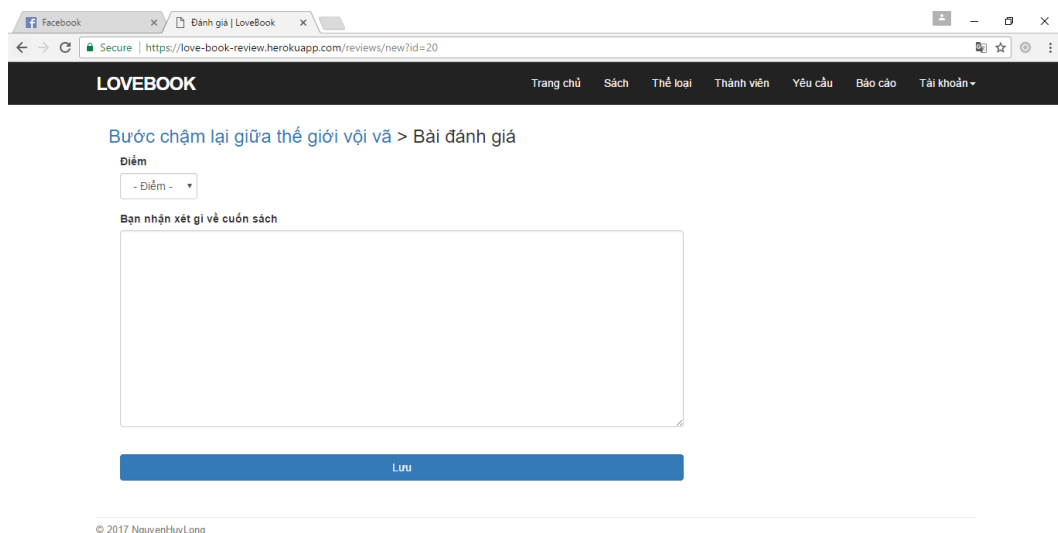 Facebook
Đánh giá | LoveBook
Secure | https://love-book-review.herokuapp.com/reviews/new?id=20
LOVEBOOK Trang chủ Sách Thể loại Thành viên Yêu cầu Báo cáo Tài khoản
Bước chậm lại giữa thế giới vội vã > Bài đánh giá
Điểm
- Điểm -
Bạn nhận xét gì về cuốn sách
Lưu
© 2017 NguyenHuyLong